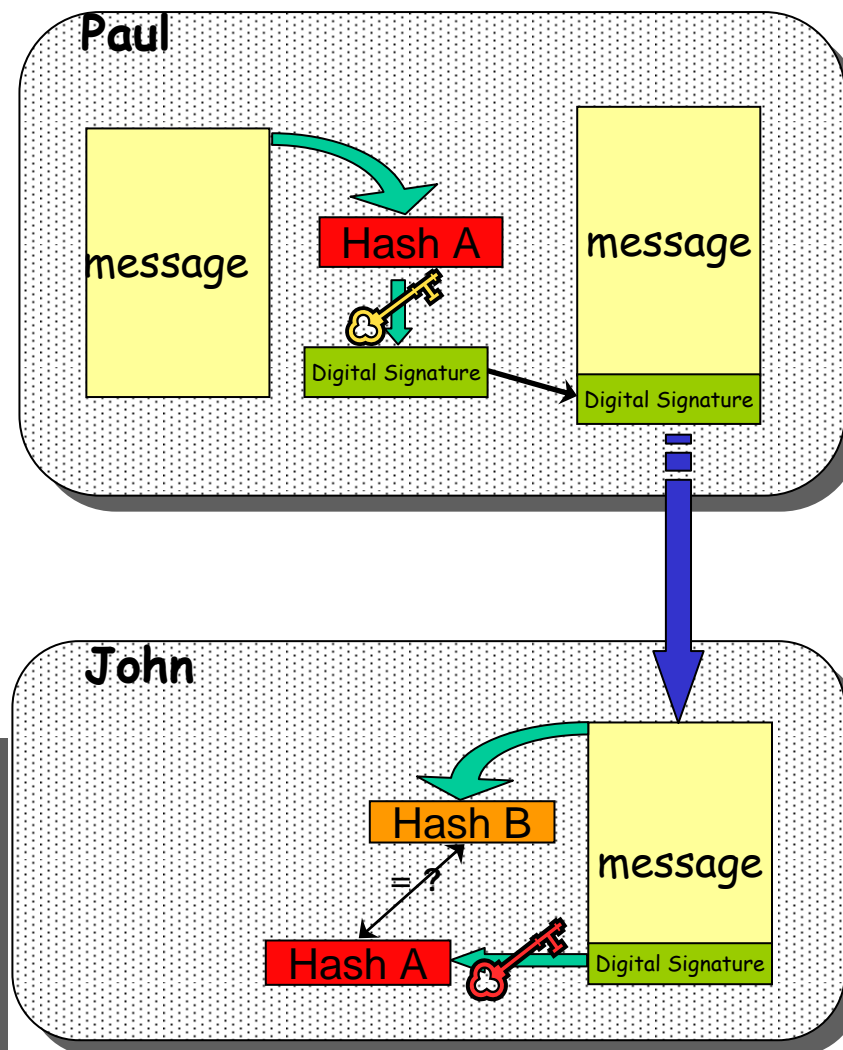 Paul
message
Hash A
message
Digital Signature
Digital Signature
John
Hash B
= ?
message
Hash A
Digital Signature